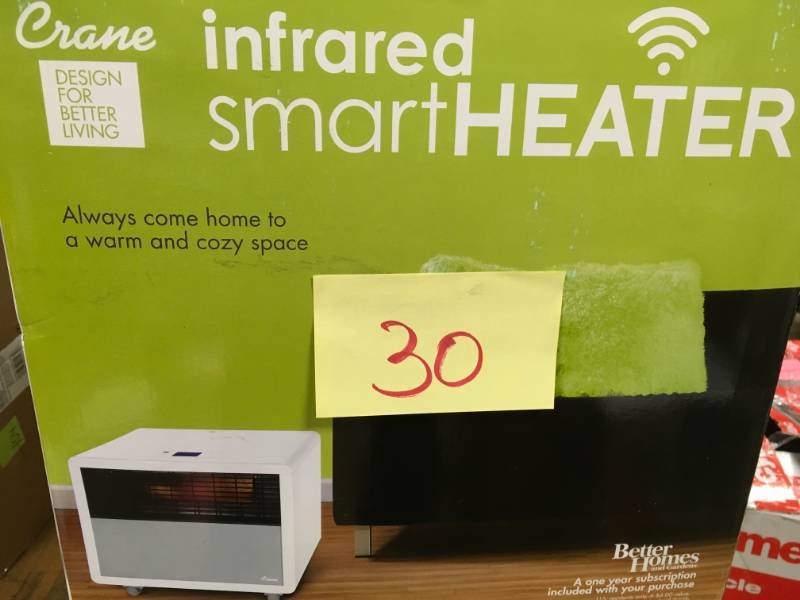 Crane
DESIGN
FOR
BETTER
LIVING
infrared
smartHEATER
Always come home to
a warm and cozy space
30
Crane
Better
Homes
and Gardens
A one year subscription
included with your purchase
me
cle